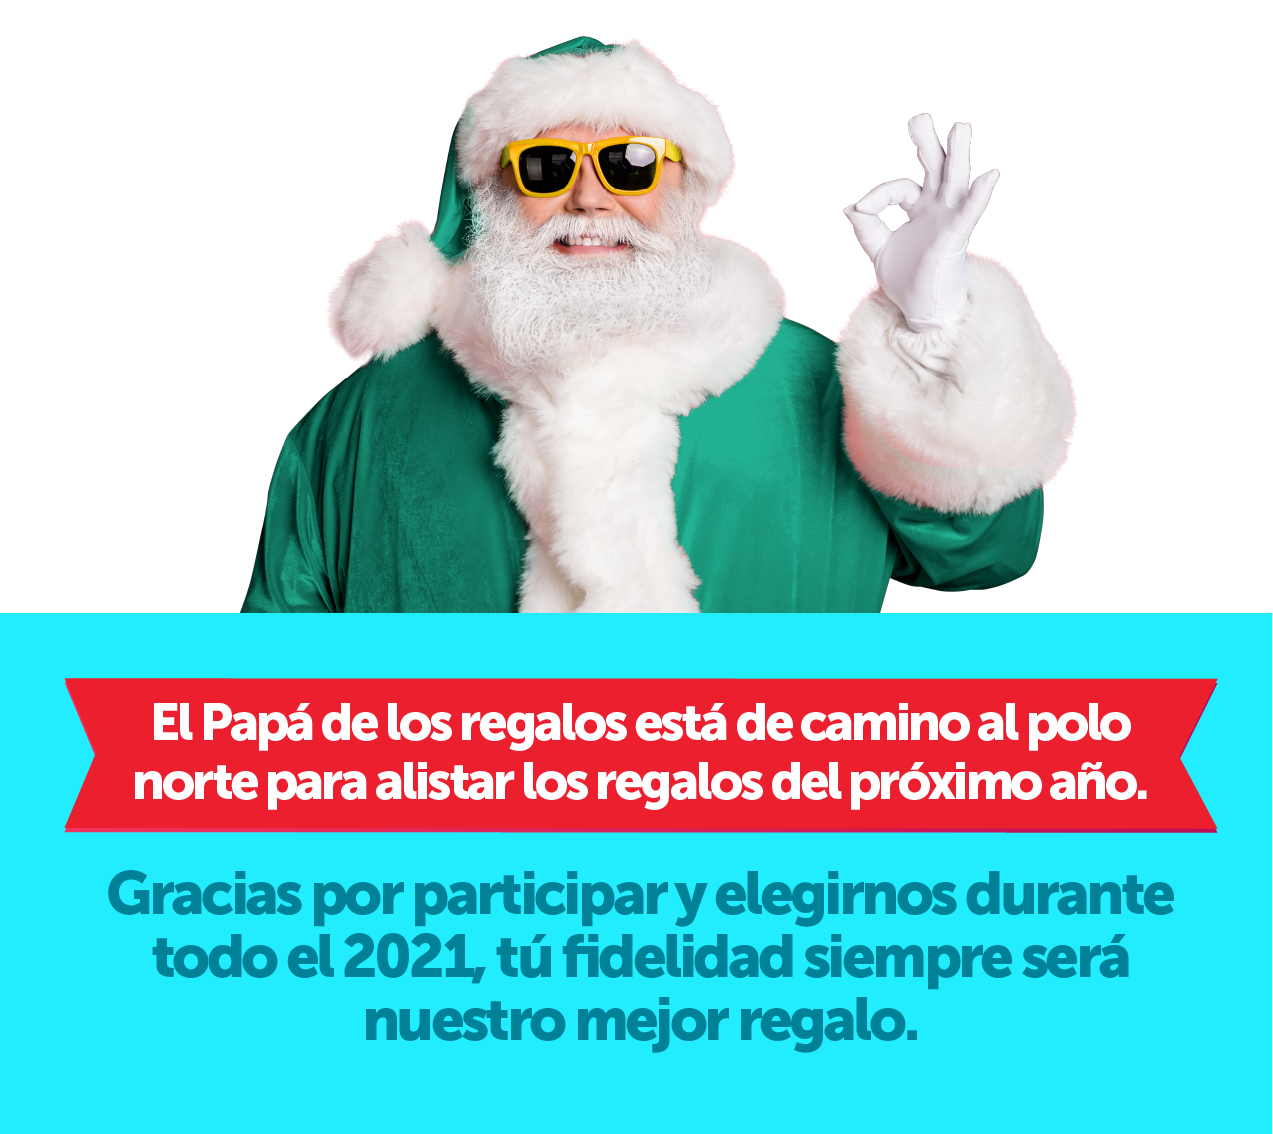 El Papá de los regalos está de camino al polo
norte para alistar los regalos del próximo año.
Gracias por participar y elegirnos durante
todo el 2021, tú fidelidad siempre será
nuestro mejor regalo.